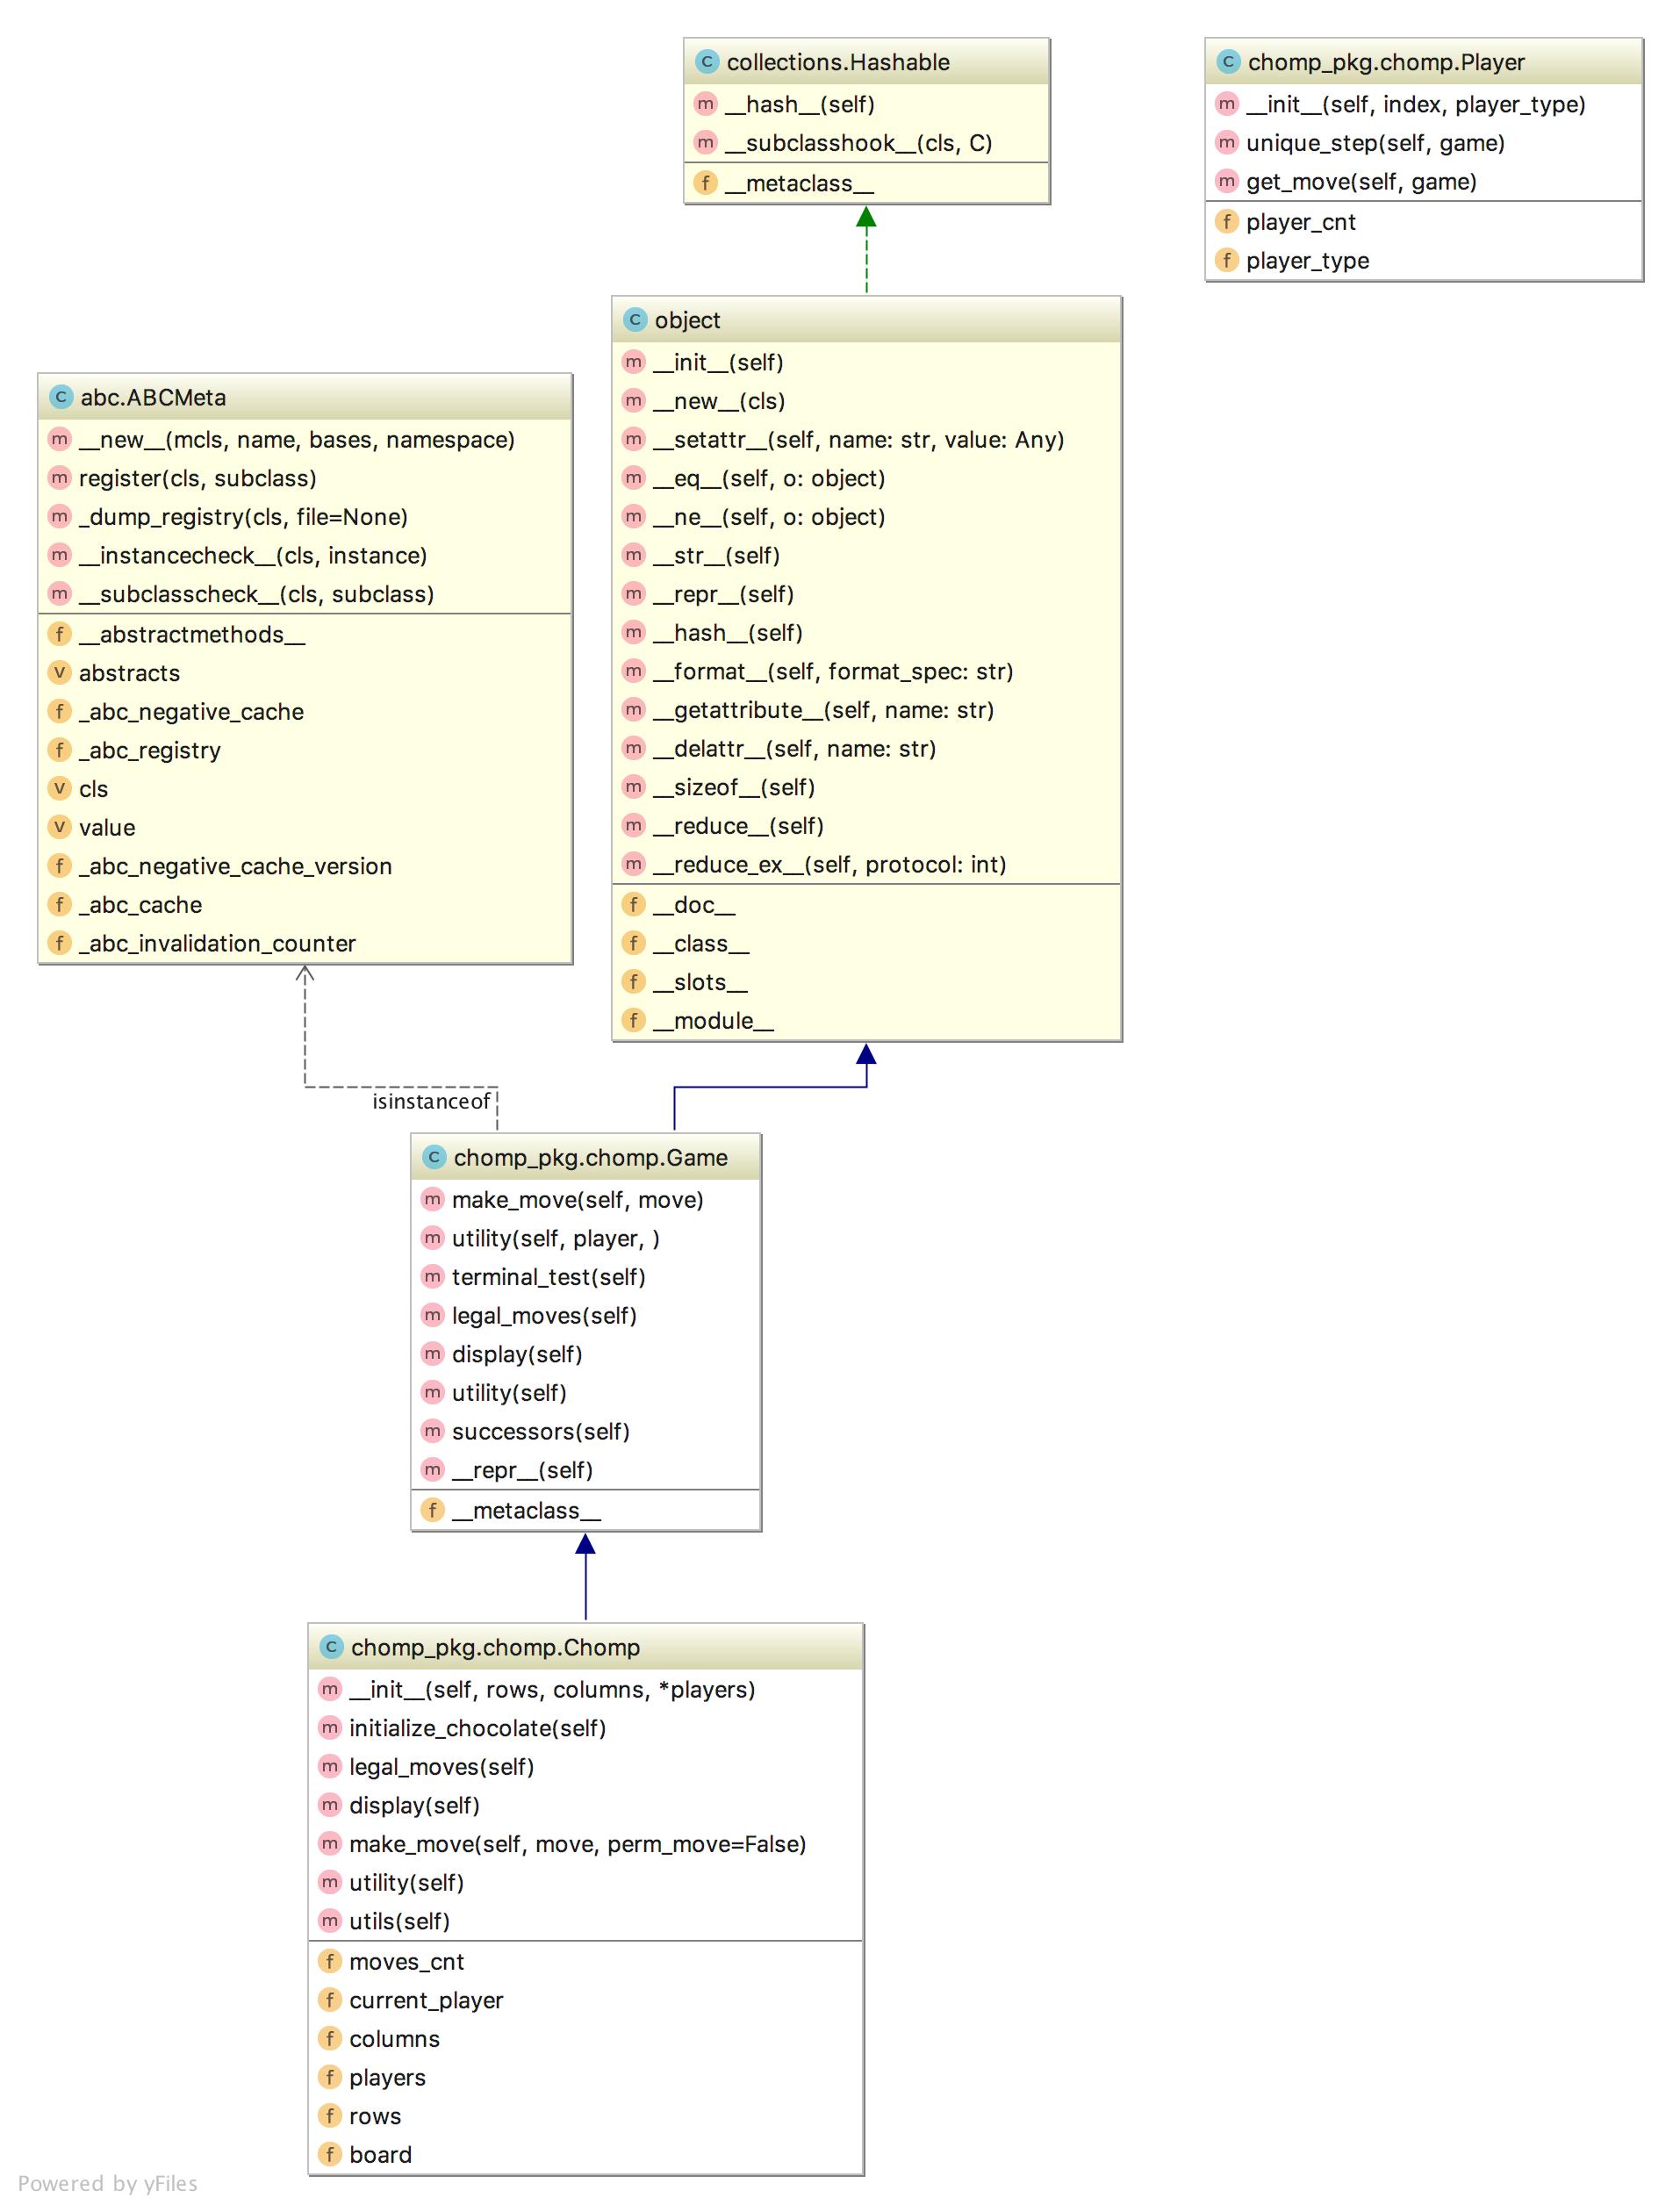 C collections.Hashable
m __hash__(self)
m __subclasshook__(cls, C)
f __metaclass__
C chomp_pkg.chomp.Player
m __init__(self, index, player_type)
m unique_step(self, game)
m get_move(self, game)
f player_cnt
f player_type
C object
m __init__(self)
m __new__(cls)
m __setattr__(self, name: str, value: Any)
m __eq__(self, o: object)
m __ne__(self, o: object)
m __str__(self)
m __repr__(self)
m __hash__(self)
m __format__(self, format_spec: str)
m __getattribute__(self, name: str)
m __delattr__(self, name: str)
m __sizeof__(self)
m __reduce__(self)
m __reduce_ex__(self, protocol: int)
f __doc__
f __class__
f __slots__
f __module__
C abc.ABCMeta
m __new__(mcls, name, bases, namespace)
m register(cls, subclass)
m _dump_registry(cls, file=None)
m __instancecheck__(cls, instance)
m __subclasscheck__(cls, subclass)
f __abstractmethods__
v abstracts
f _abc_negative_cache
f _abc_registry
v cls
v value
f _abc_negative_cache_version
f _abc_cache
f _abc_invalidation_counter
isinstanceof
C chomp_pkg.chomp.Game
m make_move(self, move)
m utility(self, player, )
m terminal_test(self)
m legal_moves(self)
m display(self)
m utility(self)
m successors(self)
m __repr__(self)
f __metaclass__
C chomp_pkg.chomp.Chomp
m __init__(self, rows, columns, *players)
m initialize_chocolate(self)
m legal_moves(self)
m display(self)
m make_move(self, move, perm_move=False)
m utility(self)
m utils(self)
f moves_cnt
f current_player
f columns
f players
f rows
f board
Powered by yFiles